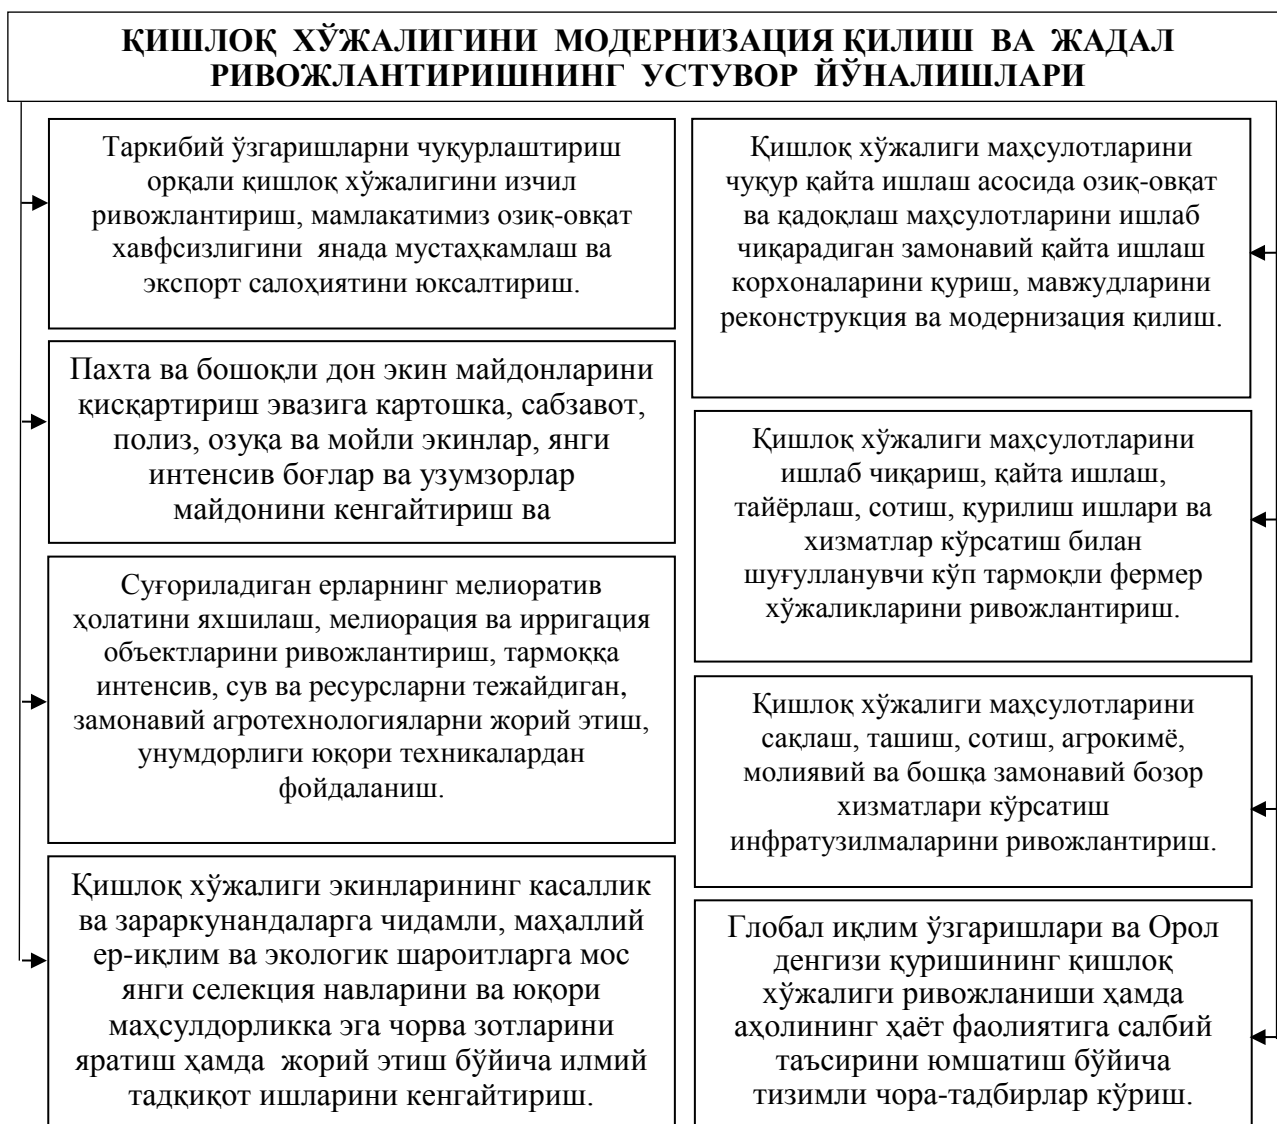 ҚИШЛОҚ ХЎЖАЛИГИНИ МОДЕРНИЗАЦИЯ ҚИЛИШ ВА ЖАДАЛ
РИВОЖЛАНТИРИШНИНГ УСТУВОР ЙЎНАЛИШЛАРИ
Таркибий ўзгаришларни чуқурлаштириш
орқали қишлоқ хўжалигини изчил
ривожлантириш, мамлакатимиз озиқ-овқат
хавфсизлигини янада мустаҳкамлаш ва
экспорт салоҳиятини юксалтириш.
Пахта ва бошоқли дон экин майдонларини
қисқартириш эвазига картошка, сабзавот,
полиз, озуқа ва мойли экинлар, янги
интенсив боғлар ва узумзорлар
майдонини кенгайтириш ва
Суғориладиган ерларнинг мелиоратив
ҳолатини яхшилаш, мелиорация ва ирригация
объектларини ривожлантириш, тармоққа
интенсив, сув ва ресурсларни тежайдиган,
замонавий агротехнологияларни жорий этиш,
унумдорлиги юқори техникалардан
фойдаланиш.
Қишлоқ хўжалиги экинларининг касаллик
ва зараркунандаларга чидамли, маҳаллий
ер-иқлим ва экологик шароитларга мос
янги селекция навларини ва юқори
маҳсулдорликка эга чорва зотларини
яратиш ҳамда жорий этиш бўйича илмий
тадқиқот ишларини кенгайтириш.
Қишлоқ хўжалиги маҳсулотларини
чуқур қайта ишлаш асосида озиқ-овқат
ва қадоқлаш маҳсулотларини ишлаб
чиқарадиган замонавий қайта ишлаш
корхоналарини қуриш, мавжудларини
реконструкция ва модернизация қилиш.
Қишлоқ хўжалиги маҳсулотларини
ишлаб чиқариш, қайта ишлаш,
тайёрлаш, сотиш, қурилиш ишлари ва
хизматлар кўрсатиш билан
шуғулланувчи кўп тармоқли фермер
хўжаликларини ривожлантириш.
Қишлоқ хўжалиги маҳсулотларини
сақлаш, ташиш, сотиш, агрокимё,
молиявий ва бошқа замонавий бозор
хизматлари кўрсатиш
инфратузилмаларини ривожлантириш.
Глобал иқлим ўзгаришлари ва Орол
денгизи қуришининг қишлоқ
хўжалиги ривожланиши ҳамда
аҳолининг ҳаёт фаолиятига салбий
таъсирини юмшатиш бўйича
тизимли чора-тадбирлар кўриш.